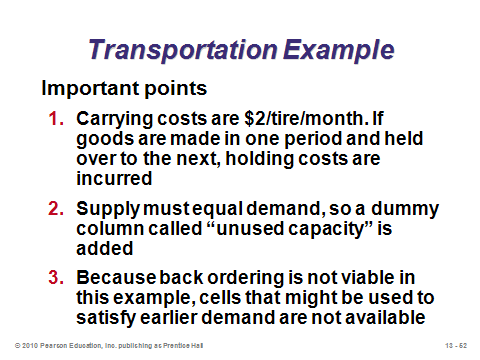 Transportation Example
Important points
1. Carrying costs are $2/tire/month. If
goods are made in one period and held
over to the next, holding costs are
incurred
2. Supply must equal demand, so a dummy
column called “unused capacity” is
added
3. Because back ordering is not viable in
this example, cells that might be used to
satisfy earlier demand are not available
© 2010 Pearson Education, Inc. publishing as Prentice Hall
13 - 52